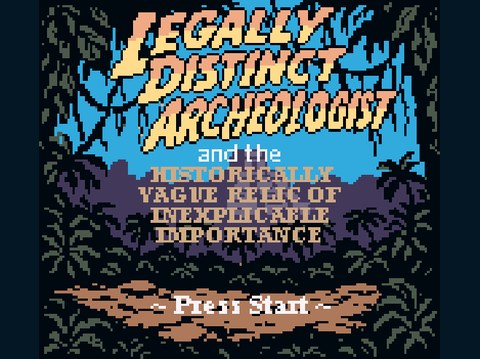 LEGALLY
DISTINCT
ARCHEOLOGIST
and the
HISTORICALLY
VAGUE RELIC OF
INEXPLICABLE
IMPORTANCE
~ Press Start ~